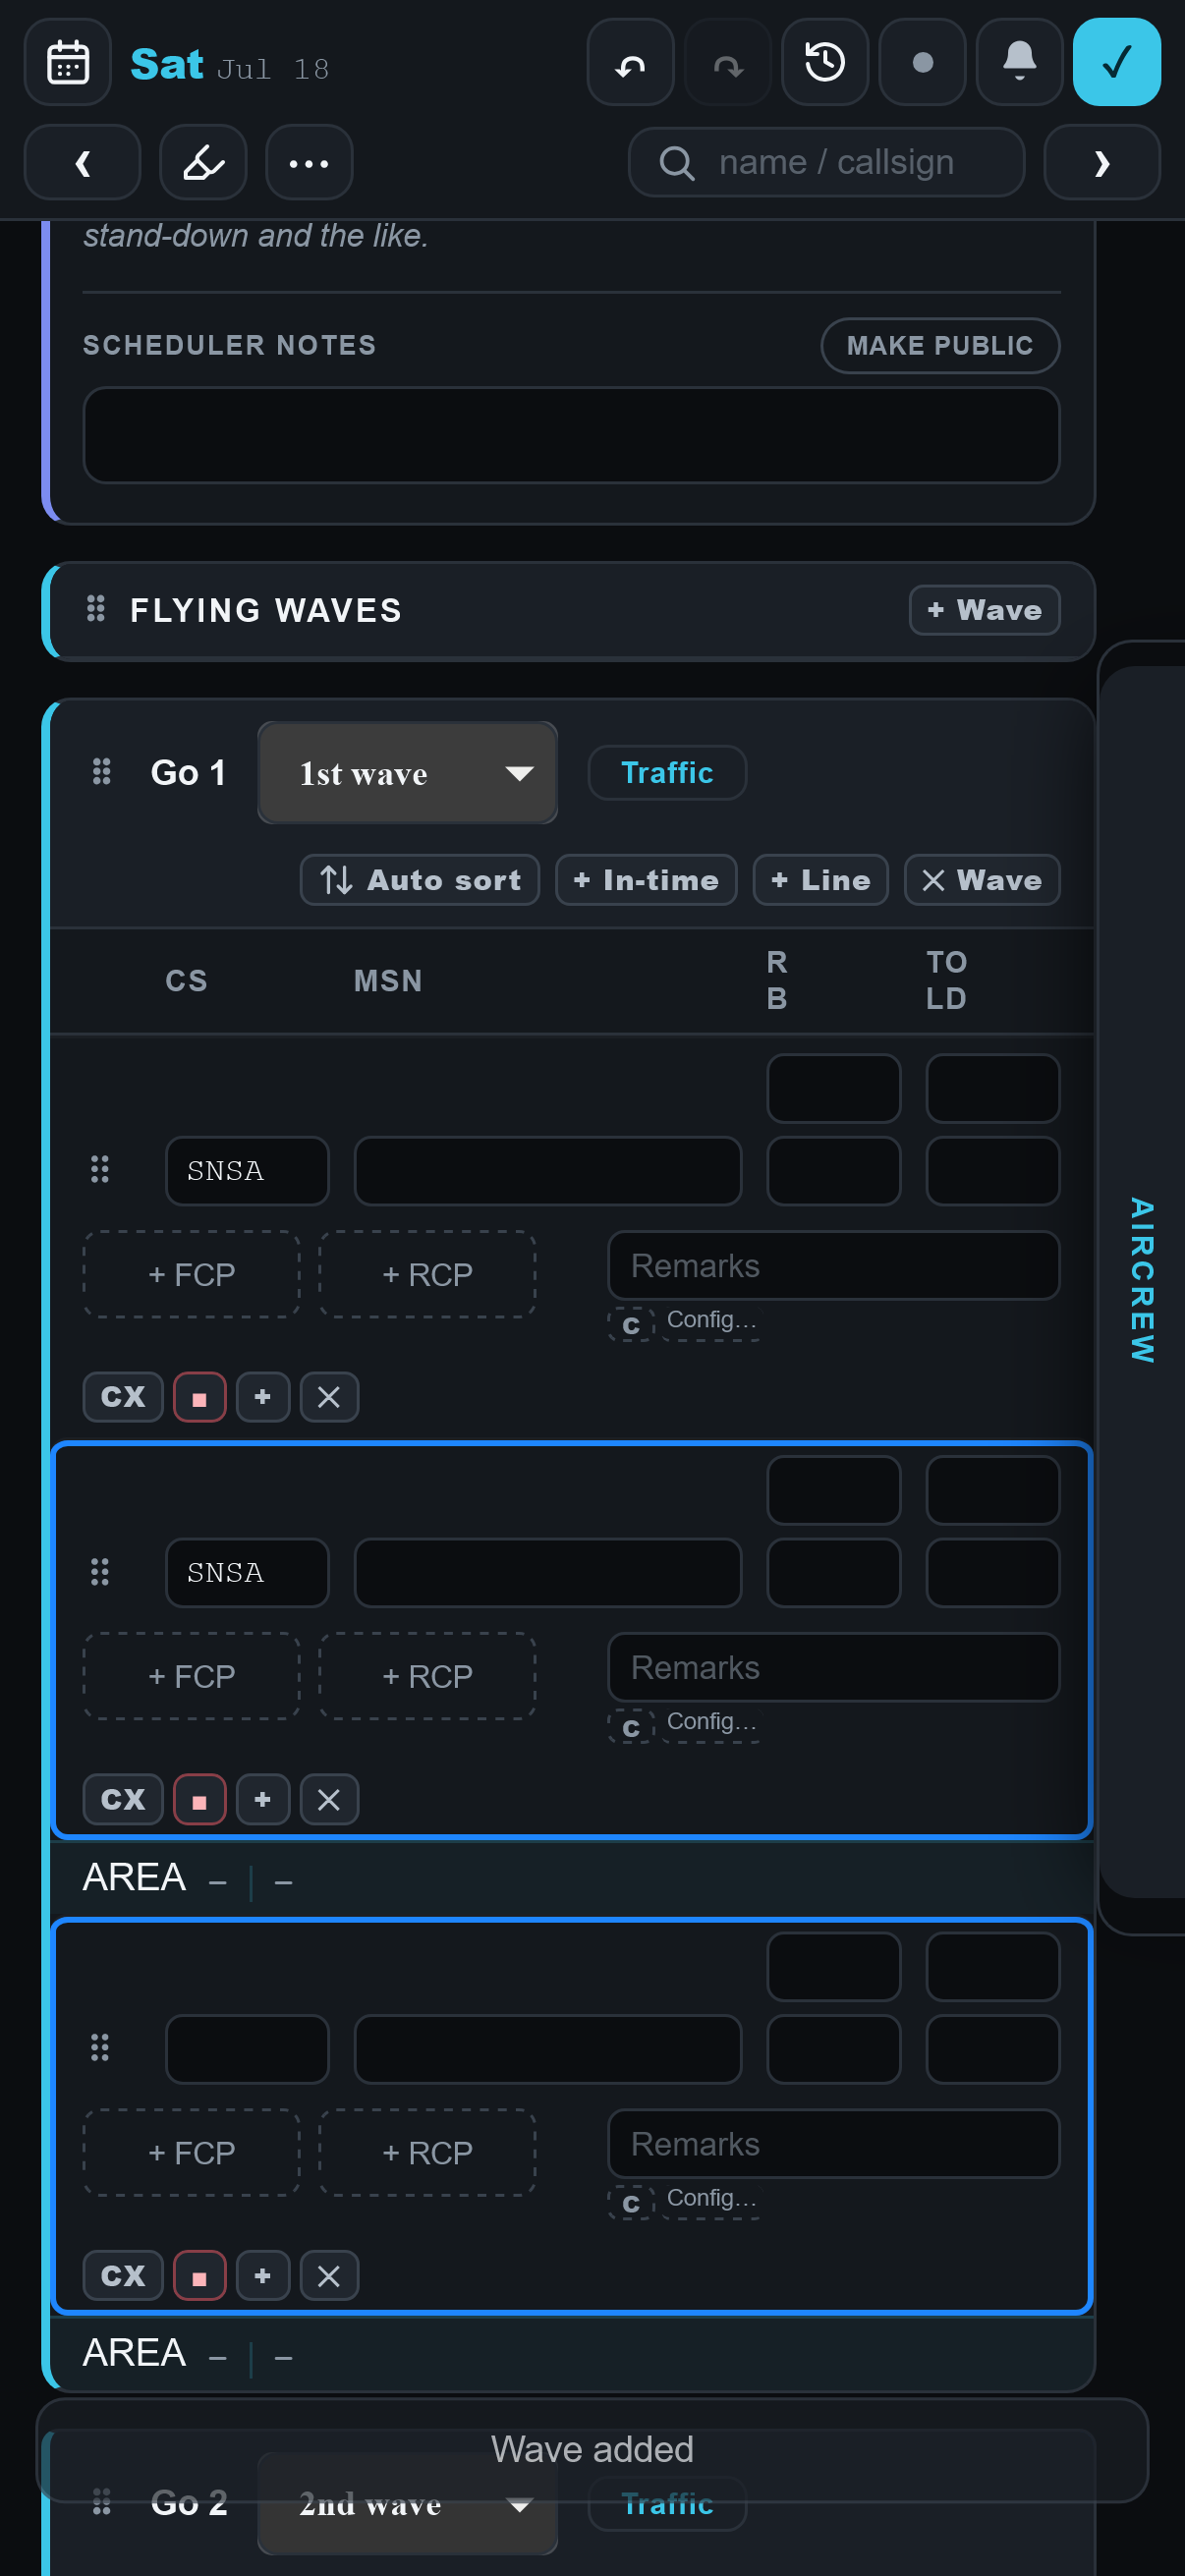 Sat Jul 18
name / callsign
stand-down and the like.
SCHEDULER NOTES
MAKE PUBLIC
FLYING WAVES
+ Wave
Go 1
1st wave
Traffic
Auto sort
+ In-time
+ Line
× Wave
CS
MSN
R
B
TO
LD
SNSA
+ FCP
+ RCP
Remarks
C
Config...
CX
+
×
SNSA
+ FCP
+ RCP
Remarks
C
Config...
CX
+
×
AREA – | –
+ FCP
+ RCP
Remarks
C
Config...
CX
+
×
AREA – | –
AIRCREW
Wave added
Go 2
2nd wave
Traffic